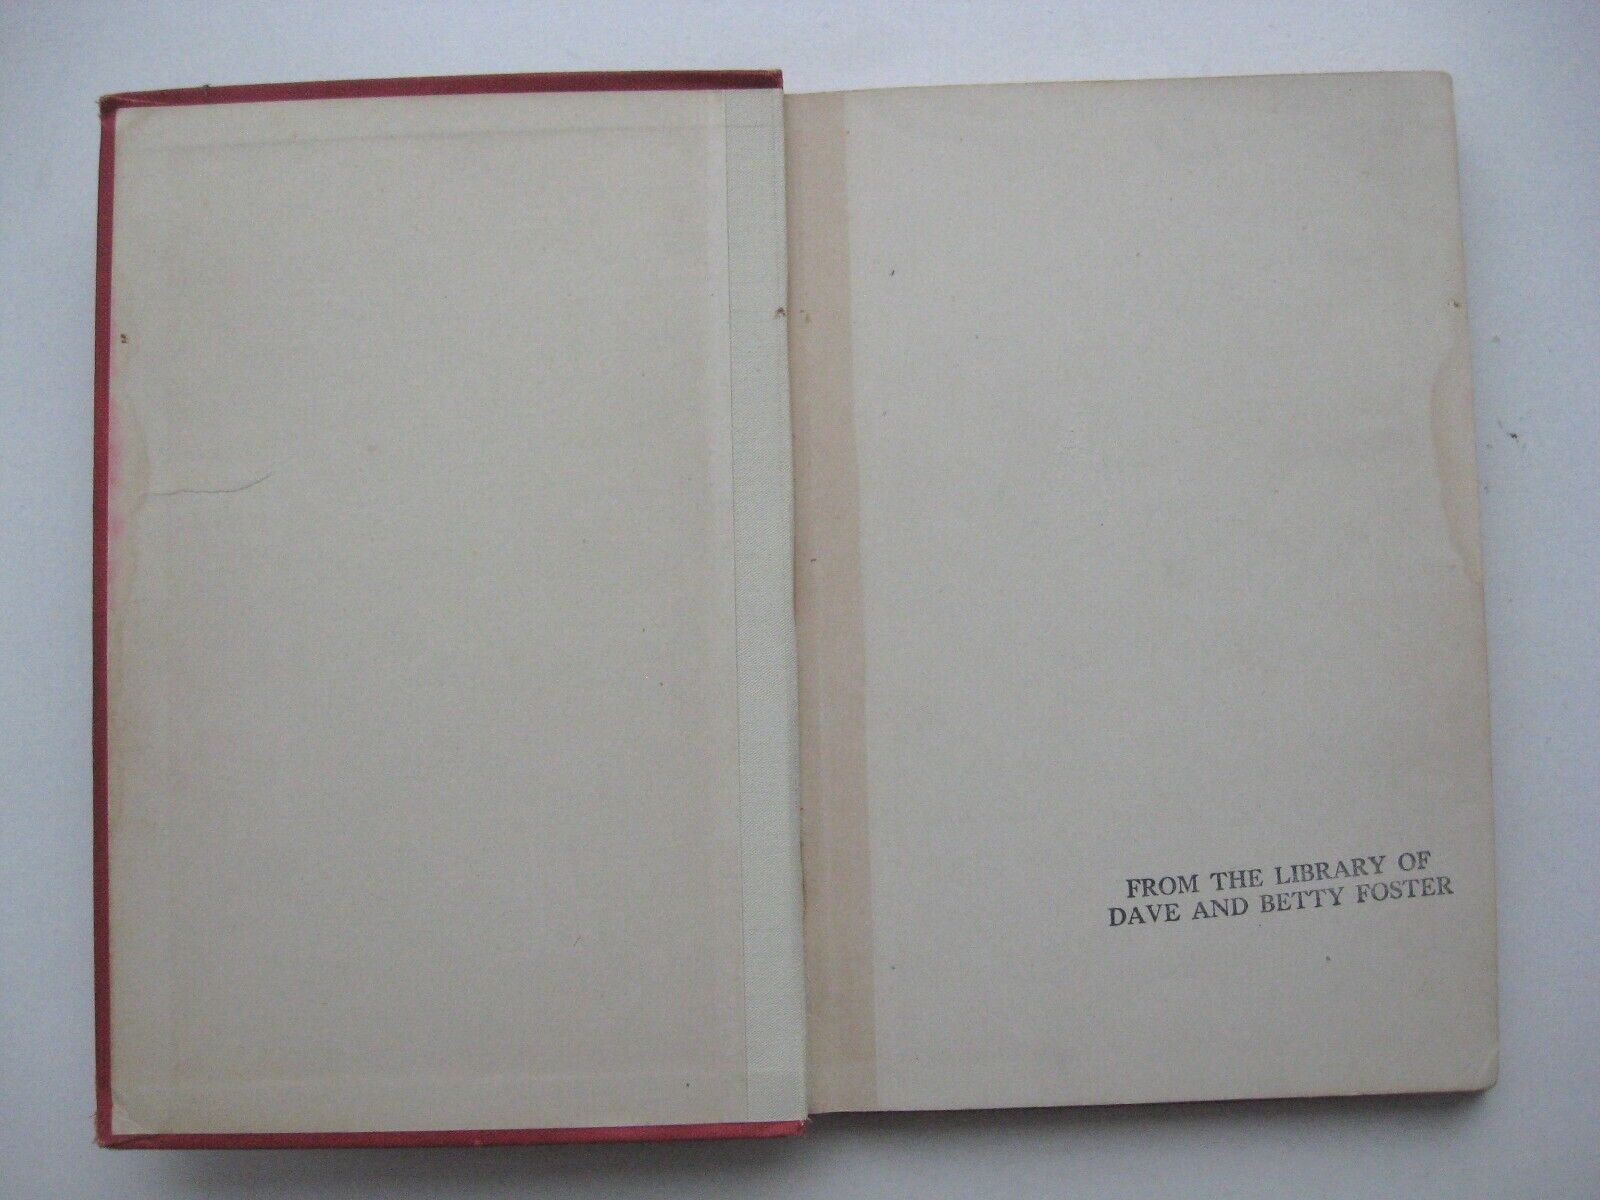 FROM THE LIBRARY OF
DAVE AND BETTY FOSTER